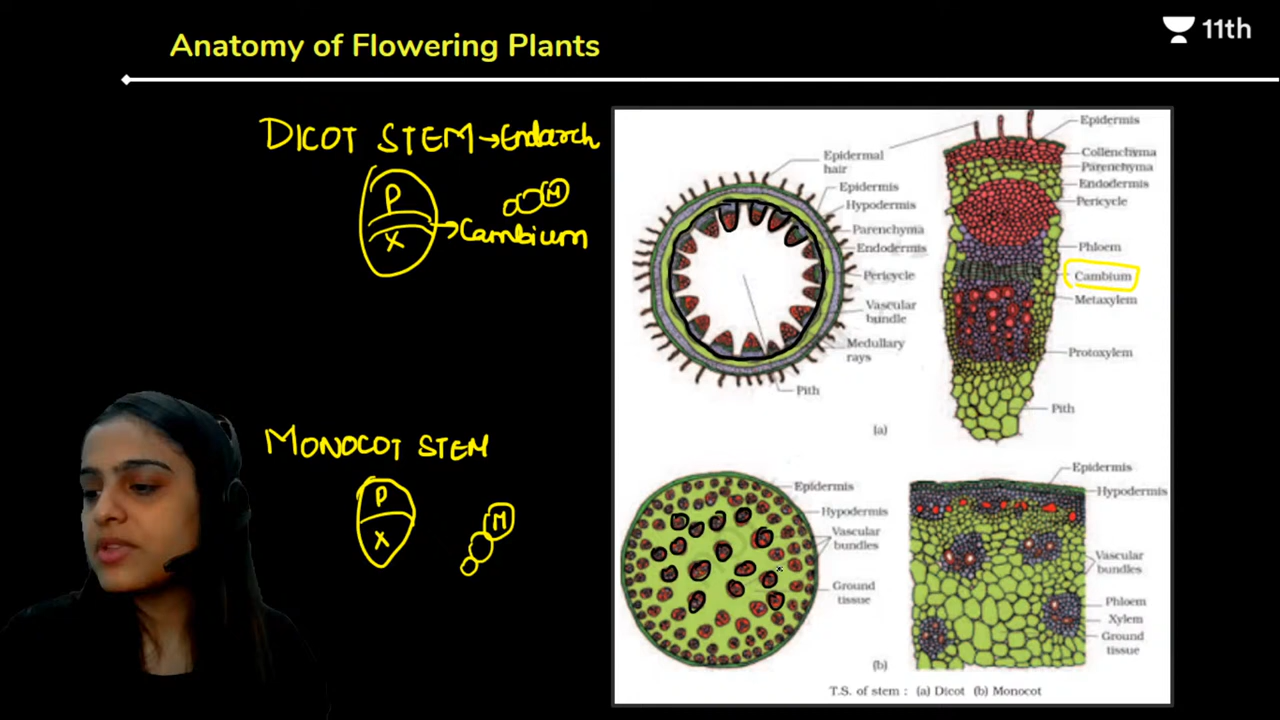 Anatomy of Flowering Plants
11th
DICOT STEM → Endarch
P
X
M
Cambium
MONOCOT STEM
P
X
M
Epidermal
hair
Epidermis
Hypodermis
Parenchyma
Endodermis
Pericycle
Vascular
bundle
Medullary
rays
Pith
(a)
Epidermis
Collenchyma
Parenchyma
Endodermis
Pericycle
Phloem
Cambium
Metaxylem
Protoxylem
Pith
Epidermis
Hypodermis
Vascular
bundles
Ground
tissue
(b)
Epidermis
Hypodermis
Vascular
bundles
Phloem
Xylem
Ground
tissue
T.S. of stem : (a) Dicot (b) Monocot